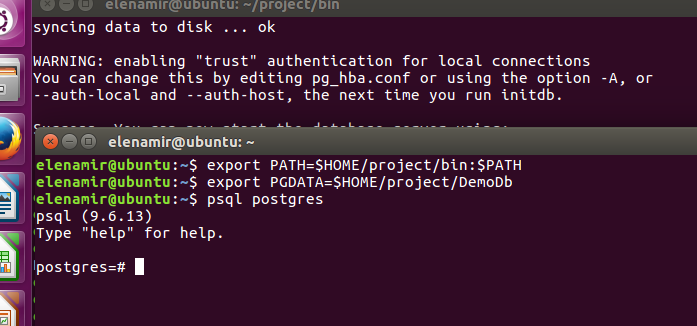 elenamir@ubuntu: ~/project/bin
syncing data to disk ... ok
WARNING: enabling "trust" authentication for local connections
You can change this by editing pg_hba.conf or using the option -A, or
--auth-local and --auth-host, the next time you run initdb.
elenamir@ubuntu: ~
elenamir@ubuntu:~$ export PATH=$HOME/project/bin:$PATH
elenamir@ubuntu:~$ export PGDATA=$HOME/project/DemoDb
elenamir@ubuntu:~$ psql postgres
psql (9.6.13)
Type "help" for help.
postgres=#